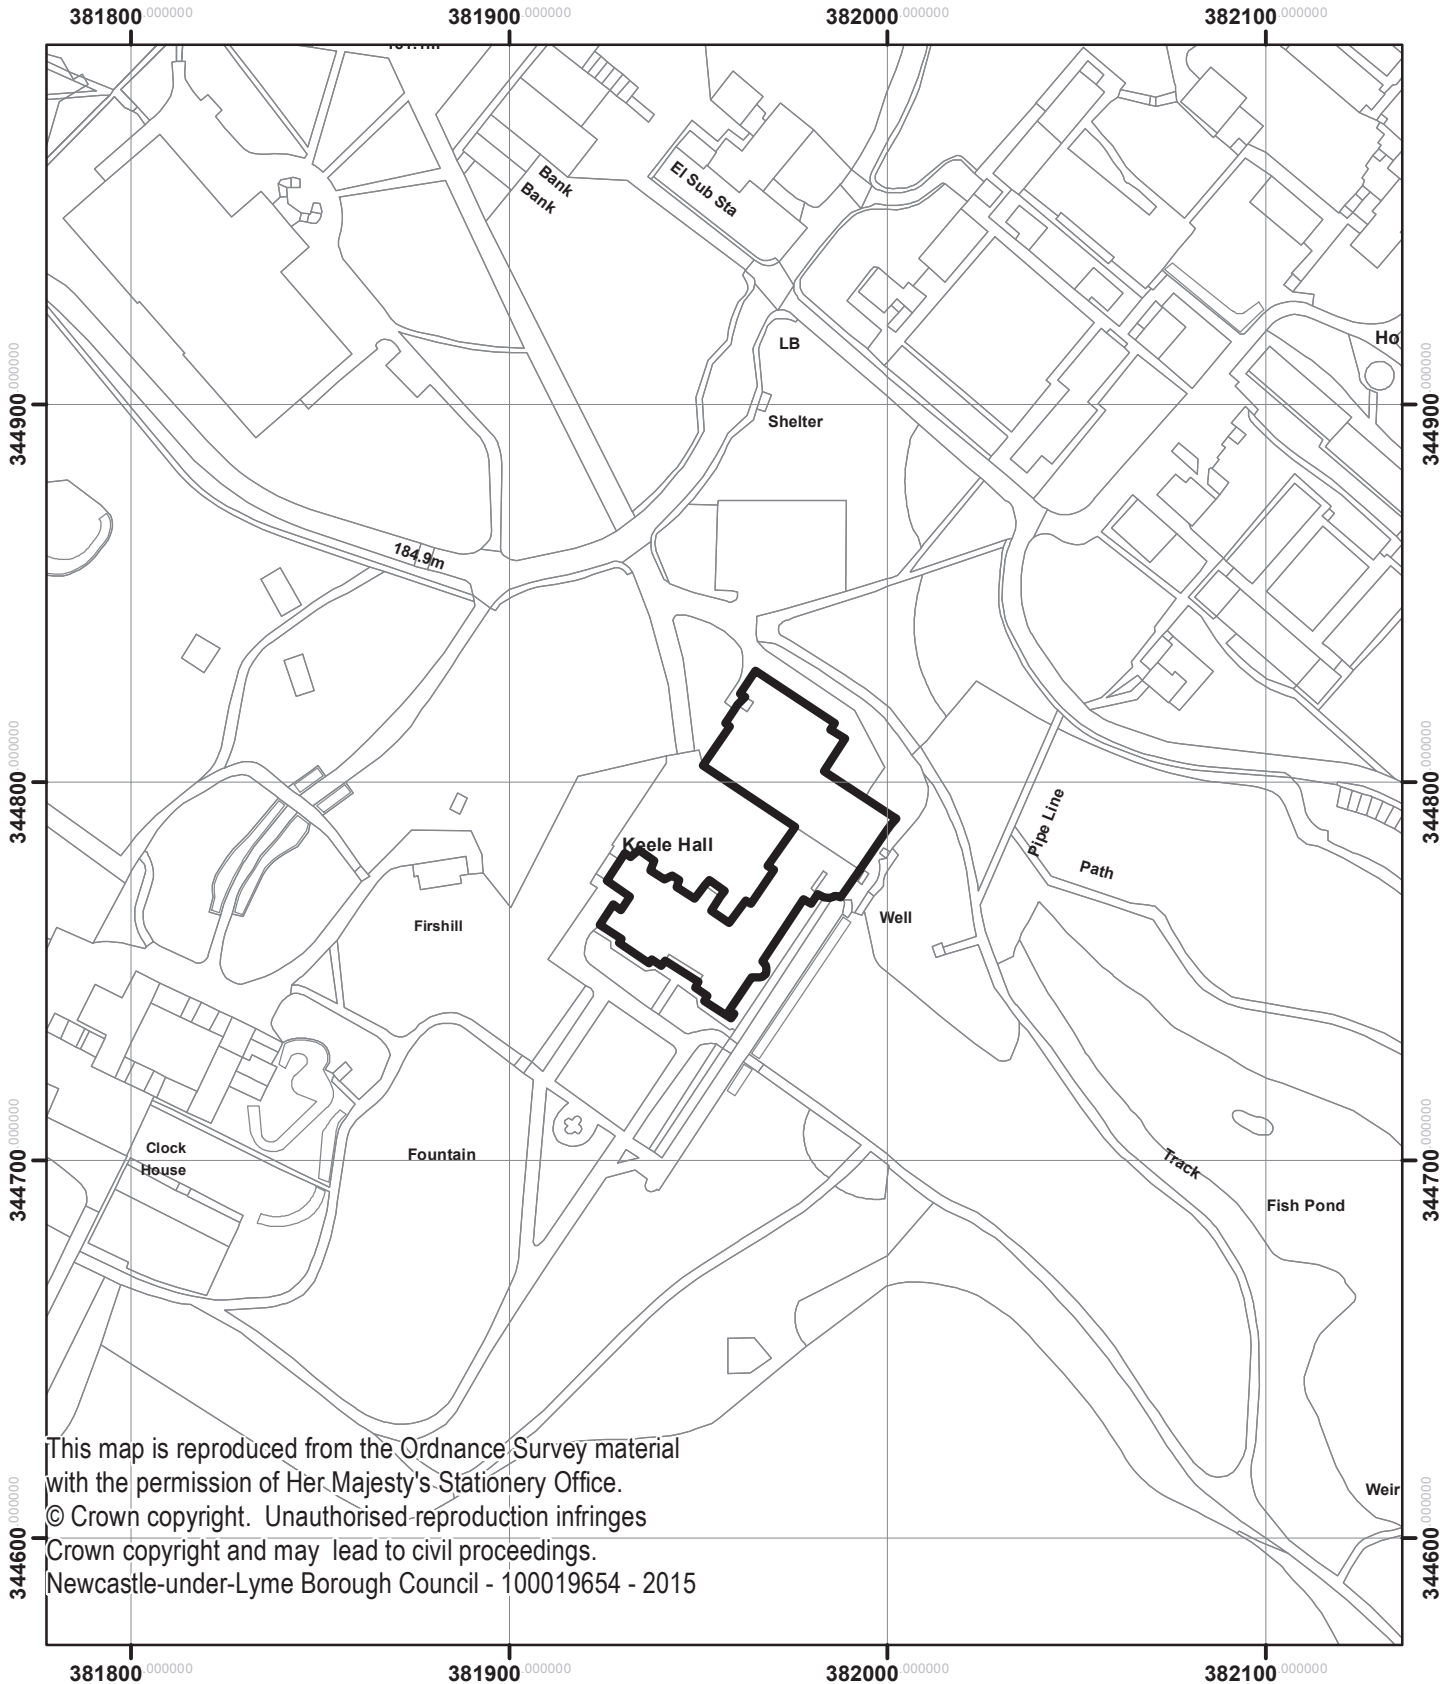 381800.000000 381900.000000 382000.000000 382100.000000
Bank
Bank
El Sub Sta
LB
Ho
344900.000000
344900.000000
Shelter
184.9m
344800.000000
344800.000000
Pipe Line
Keele Hall
Path
Firshill
Well
Clock
House
Fountain
Track
344700.000000
344700.000000
Fish Pond
This map is reproduced from the Ordnance Survey material
with the permission of Her Majesty's Stationery Office.
© Crown copyright. Unauthorised reproduction infringes
Crown copyright and may lead to civil proceedings.
Newcastle-under-Lyme Borough Council - 100019654 - 2015
Weir
344600.000000
344600.000000
381800.000000 381900.000000 382000.000000 382100.000000